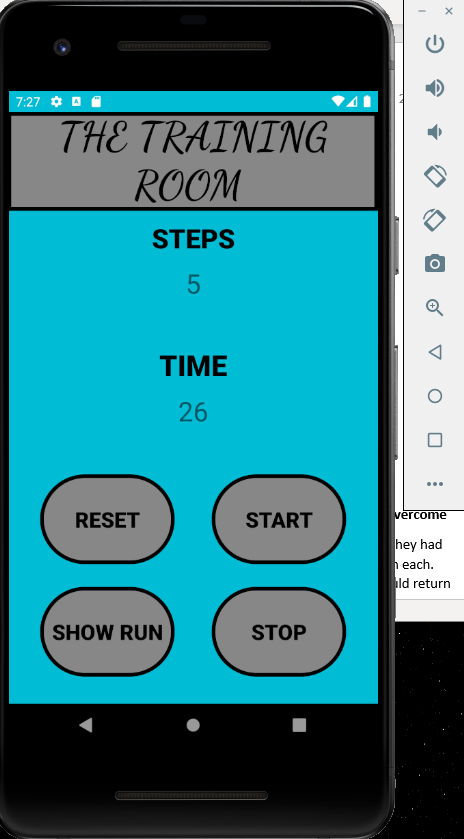 7:27
THE TRAINING
ROOM
STEPS
5
TIME
26
RESET
START
SHOW RUN
STOP
vercome
hey had
each.
ld return